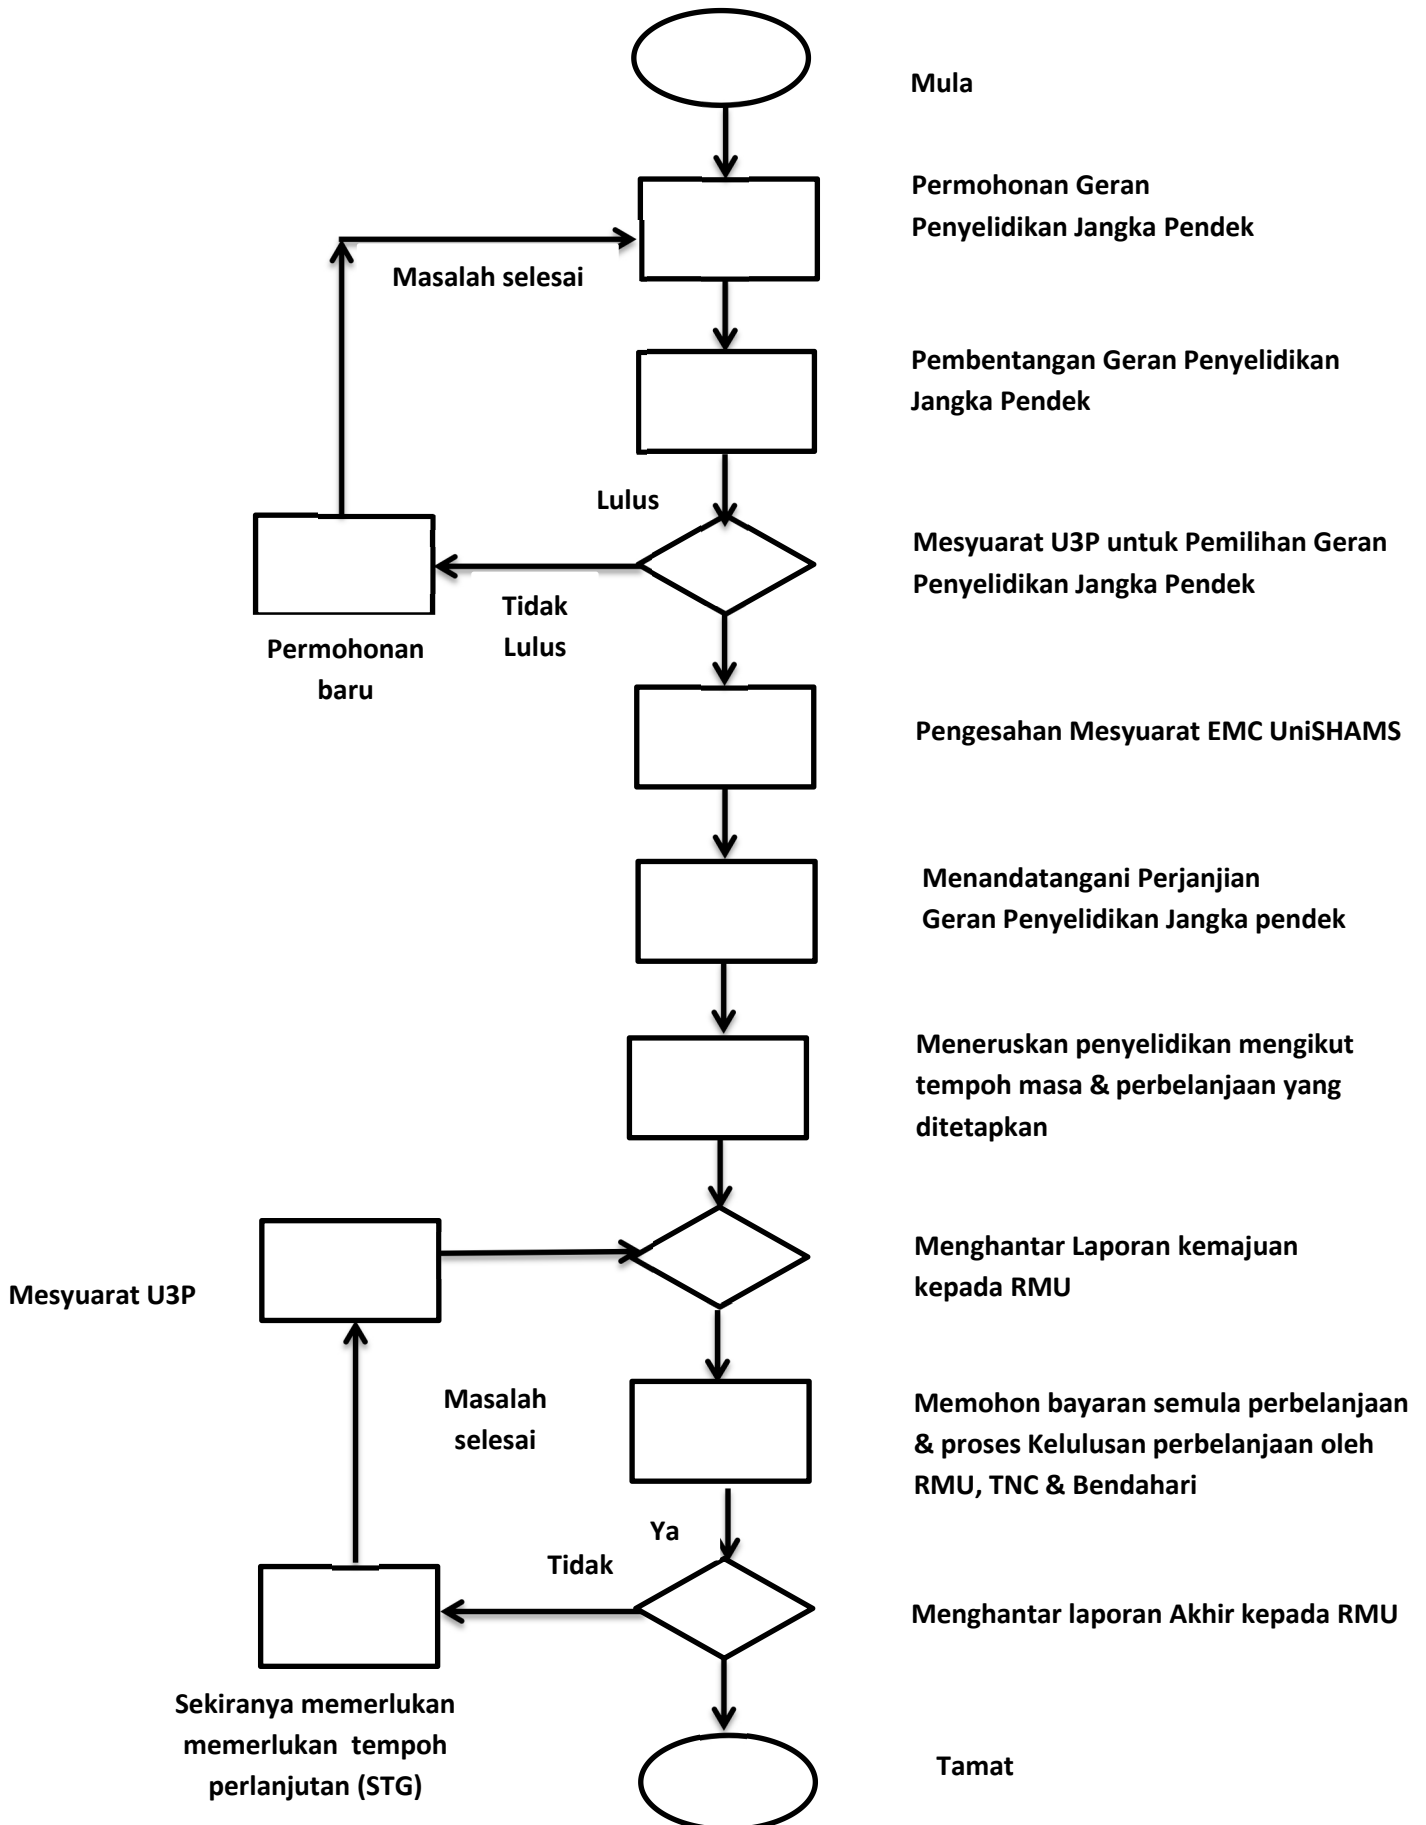 Mula
Permohonan Geran
Penyelidikan Jangka Pendek
Masalah selesai
Pembentangan Geran Penyelidikan
Jangka Pendek
Lulus
Mesyuarat U3P untuk Pemilihan Geran
Penyelidikan Jangka Pendek
Tidak
Lulus
Permohonan
baru
Pengesahan Mesyuarat EMC UniSHAMS
Menandatangani Perjanjian
Geran Penyelidikan Jangka pendek
Meneruskan penyelidikan mengikut
tempoh masa & perbelanjaan yang
ditetapkan
Menghantar Laporan kemajuan
kepada RMU
Mesyuarat U3P
Masalah
selesai
Memohon bayaran semula perbelanjaan
& proses Kelulusan perbelanjaan oleh
RMU, TNC & Bendahari
Ya
Tidak
Menghantar laporan Akhir kepada RMU
Sekiranya memerlukan
memerlukan  tempoh
perlanjutan (STG)
Tamat